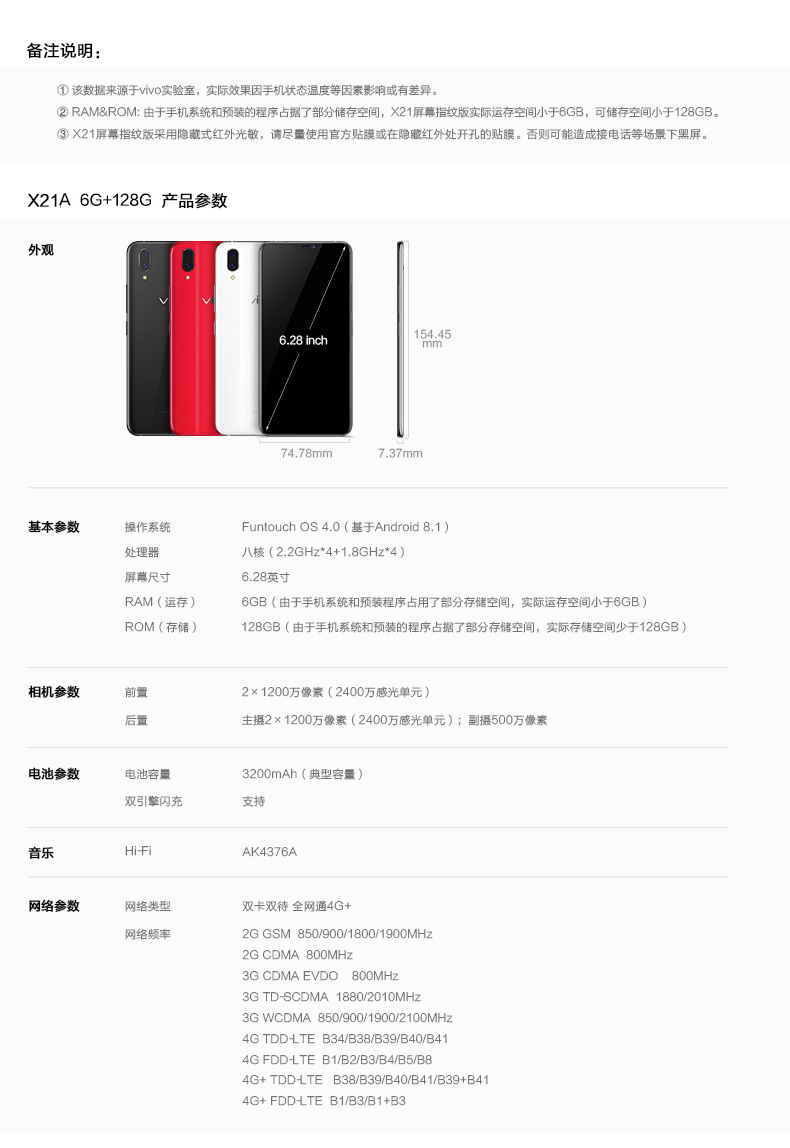 备注说明：
① 该数据来源于vivo实验室，实际效果因手机状态温度等因素影响或有差异。
② RAM&ROM: 由于手机系统和预装的程序占据了部分储存空间，X21屏幕指纹版实际运存空间小于6GB，可储存空间小于128GB。
③ X21屏幕指纹版采用隐藏式红外光敏，请尽量使用官方贴膜或在隐藏红外处开孔的贴膜。否则可能造成接电话等场景下黑屏。
X21A 6G+128G 产品参数
外观
6.28 inch
154.45
mm
74.78mm 7.37mm
基本参数 操作系统 Funtouch OS 4.0（基于Android 8.1）
处理器 八核（2.2GHz*4+1.8GHz*4）
屏幕尺寸 6.28英寸
RAM（运存） 6GB（由于手机系统和预装程序占用了部分存储空间，实际运存空间小于6GB）
ROM（存储） 128GB（由于手机系统和预装的程序占据了部分存储空间，实际存储空间少于128GB）
相机参数 前置 2×1200万像素（2400万感光单元）
后置 主摄2×1200万像素（2400万感光单元）；副摄500万像素
电池参数 电池容量 3200mAh（典型容量）
双引擎闪充 支持
音乐 Hi-Fi AK4376A
网络参数 网络类型 双卡双待 全网通4G+
网络频率 2G GSM 850/900/1800/1900MHz
2G CDMA 800MHz
3G CDMA EVDO 800MHz
3G TD-SCDMA 1880/2010MHz
3G WCDMA 850/900/1900/2100MHz
4G TDD-LTE B34/B38/B39/B40/B41
4G FDD-LTE B1/B2/B3/B4/B5/B8
4G+ TDD-LTE B38/B39/B40/B41/B39+B41
4G+ FDD-LTE B1/B3/B1+B3